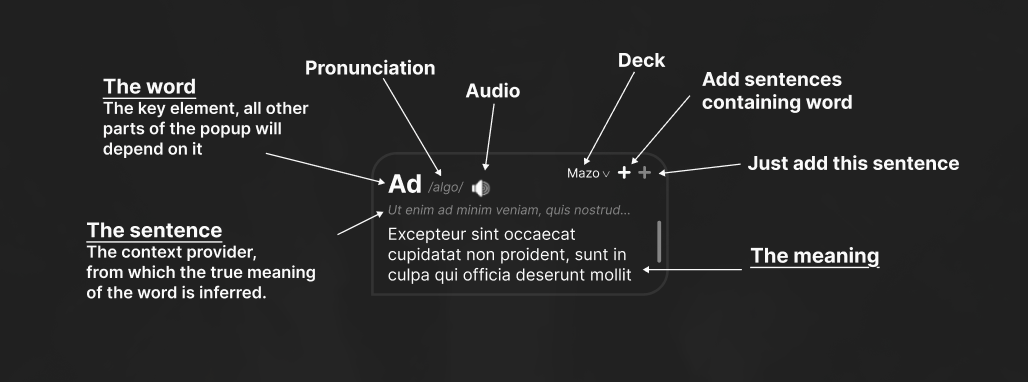 Pronunciation
Audio
Deck
Add sentences
containing word
The word
The key element, all other
parts of the popup will
depend on it
Just add this sentence
Mazo
Ad /algo/
Ut enim ad minim veniam, quis nostrud...
Excepteur sint occaecat
cupidatat non proident, sunt in
culpa qui officia deserunt mollit
The sentence
The context provider,
from which the true meaning
of the word is inferred.
The meaning